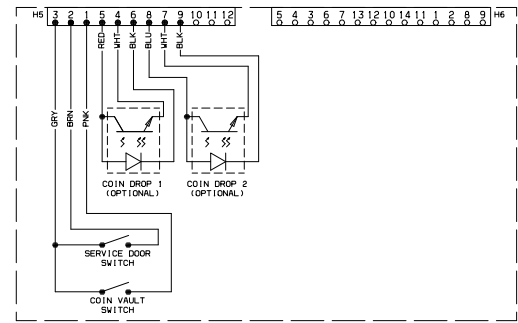 H5 3 2 1 5 4 6 8 7 9 10 11 12
5 4 3 6 7 13 12 10 14 11 1 2 8 9 H6
RED WHT BLK BLU WHT BLK
GRY BRN PNK
COIN DROP 1
(OPTIONAL)
COIN DROP 2
(OPTIONAL)
SERVICE DOOR
SWITCH
COIN VAULT
SWITCH